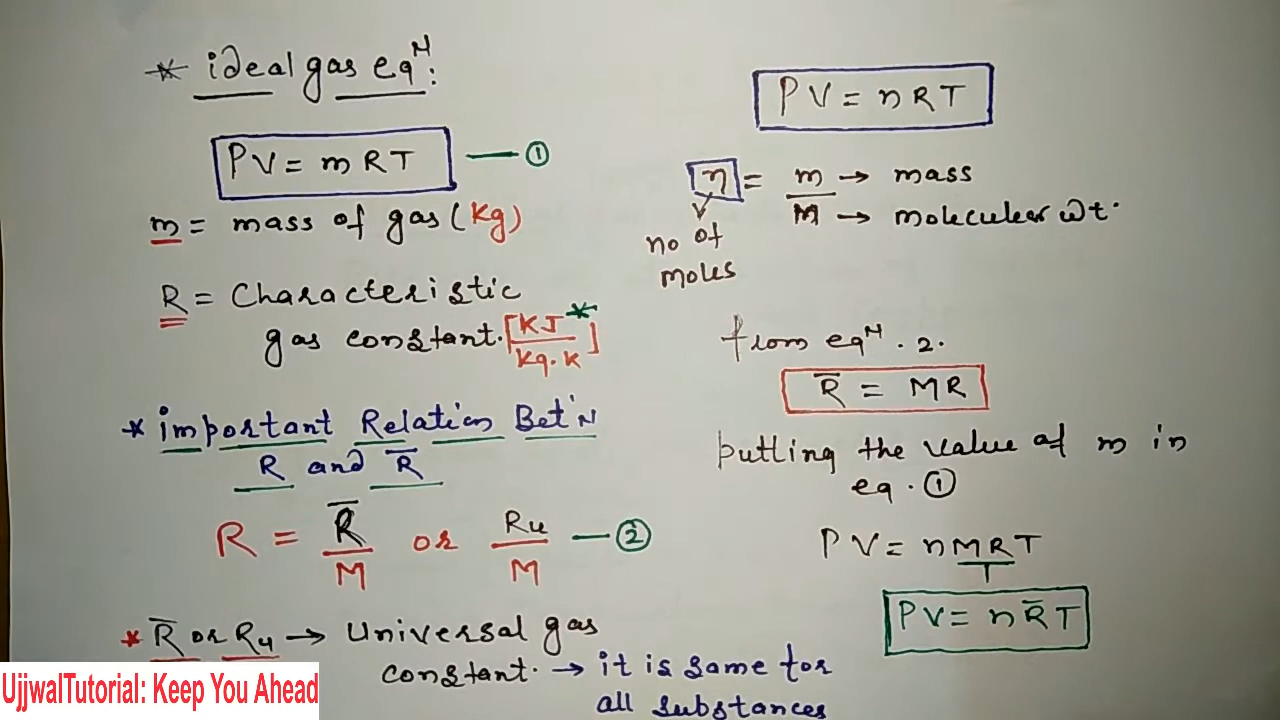 * ideal gas eqᴺ:
PV = mRT — ①
m = mass of gas (Kg)
R = Characteristic
gas constant. [KJ/Kg.K]*
* important Relation Bet'n
R and R̅
R = R̅/M or Ru/M — ②
* R̅ or Ru → Universal gas
constant. → it is same for
all substances
PV = nRT
n = m → mass
M → moleculer wt.
no of
moles
from eqᴺ. 2.
R̅ = MR
putting the value of m in
eq. ①
PV = nMRT
PV = nR̅T
UjjwalTutorial: Keep You Ahead